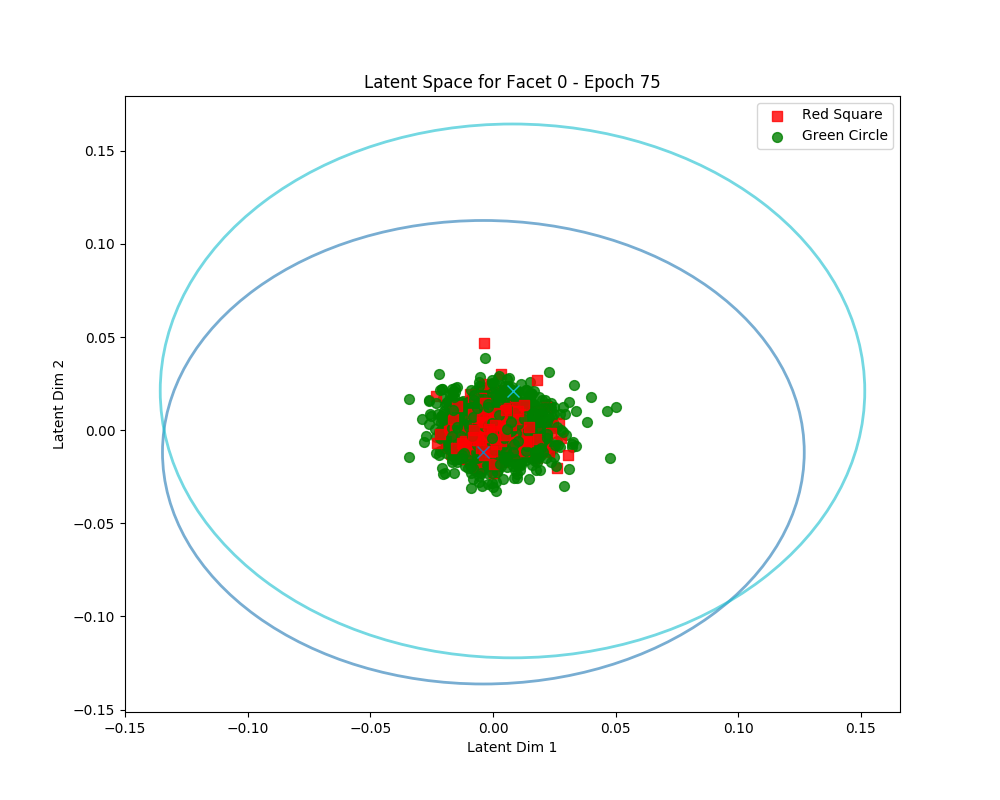 Latent Space for Facet 0 - Epoch 75
Red Square
Green Circle
0.15
0.10
0.05
0.00
−0.05
−0.10
−0.15
Latent Dim 2
−0.15 −0.10 −0.05 0.00 0.05 0.10 0.15
Latent Dim 1